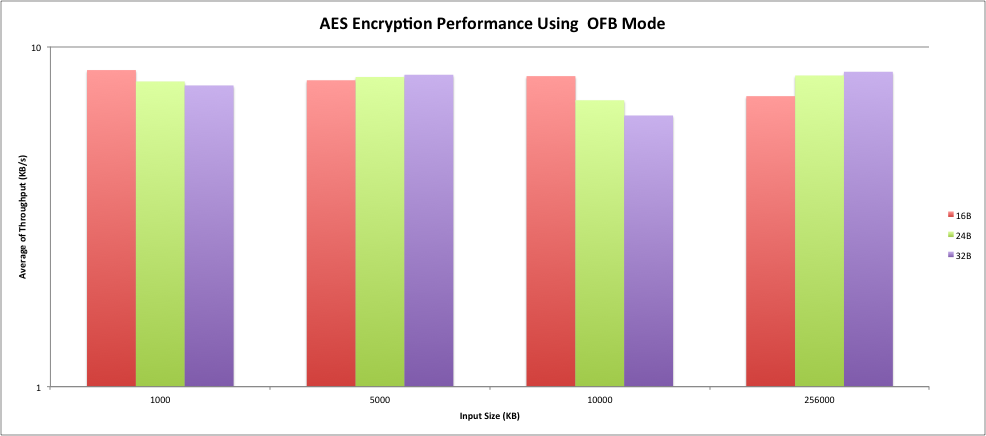 AES Encryption Performance Using  OFB Mode
10
Average of Throughput (KB/s)
16B
24B
32B
1
1000
5000
10000
256000
Input Size (KB)